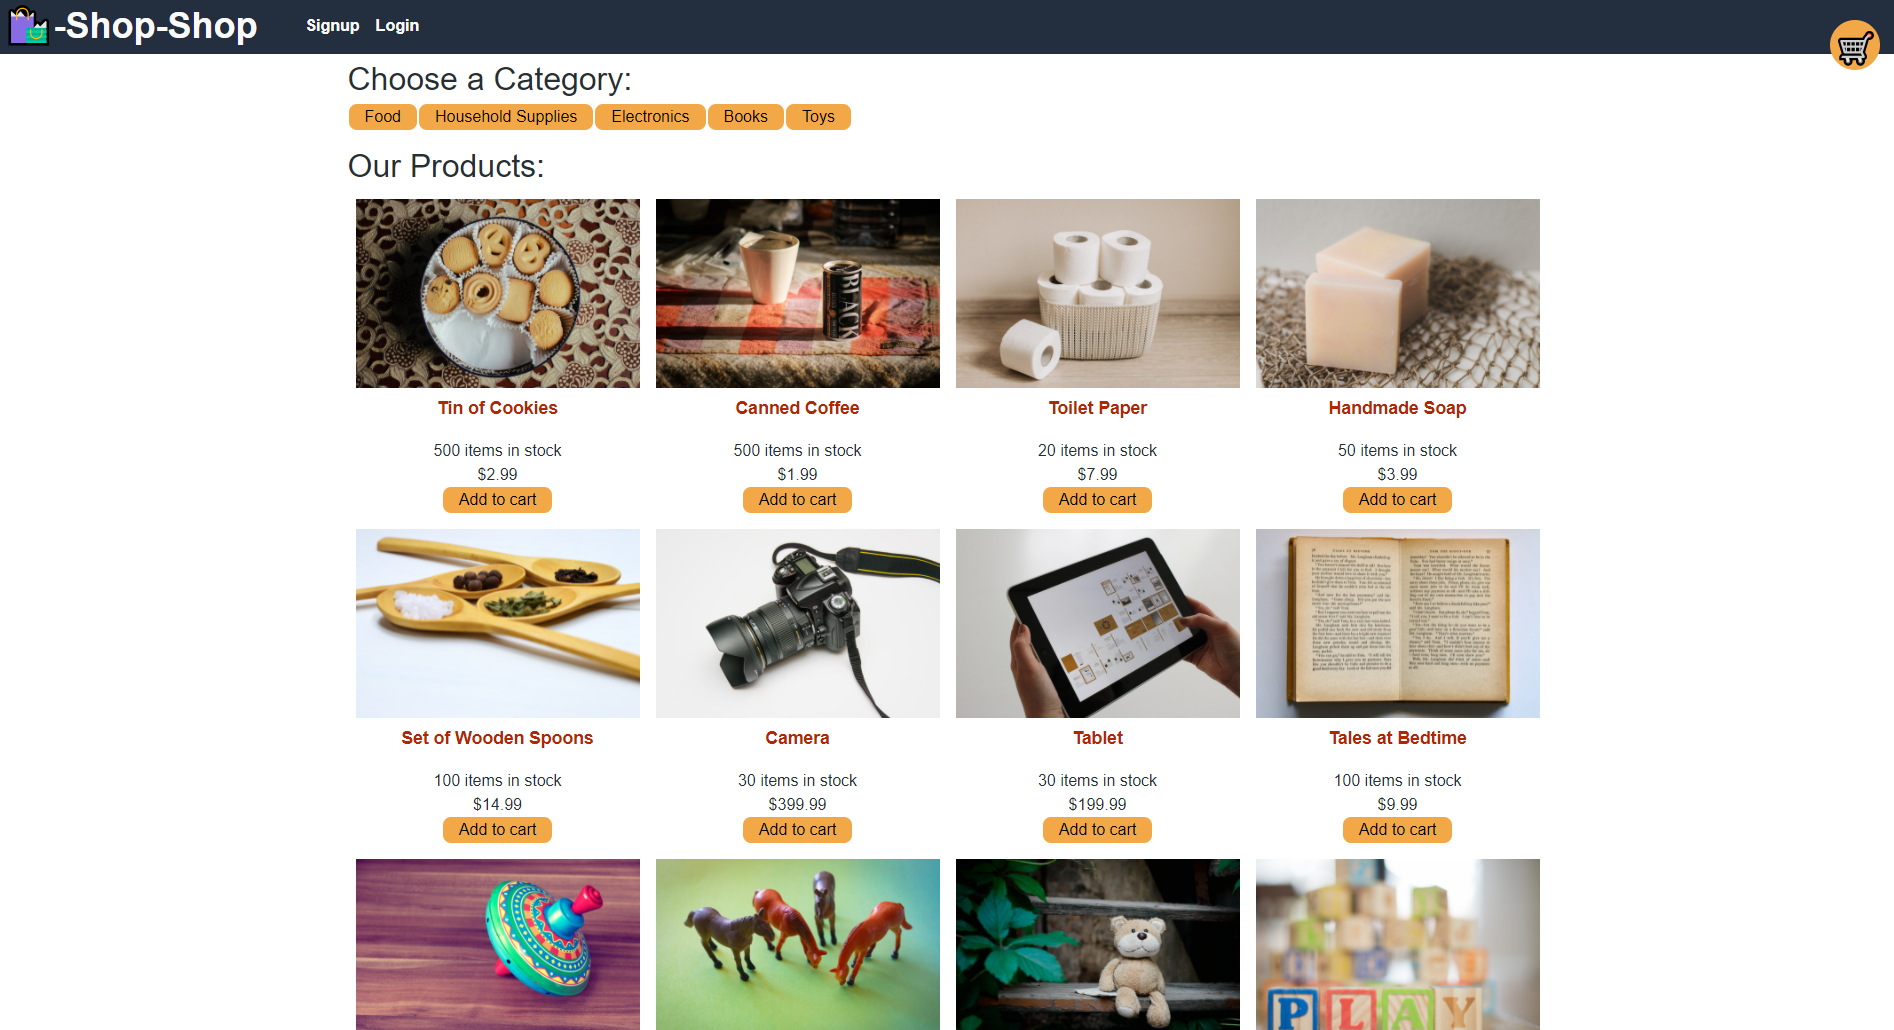 -Shop-Shop
Signup Login
Choose a Category:
Food Household Supplies Electronics Books Toys
Our Products:
BLACK
Tin of Cookies Canned Coffee Toilet Paper Handmade Soap
500 items in stock 500 items in stock 20 items in stock 50 items in stock
$2.99 $1.99 $7.99 $3.99
Add to cart Add to cart Add to cart Add to cart
Set of Wooden Spoons Camera Tablet Tales at Bedtime
100 items in stock 30 items in stock 30 items in stock 100 items in stock
$14.99 $399.99 $199.99 $9.99
Add to cart Add to cart Add to cart Add to cart
PLAY